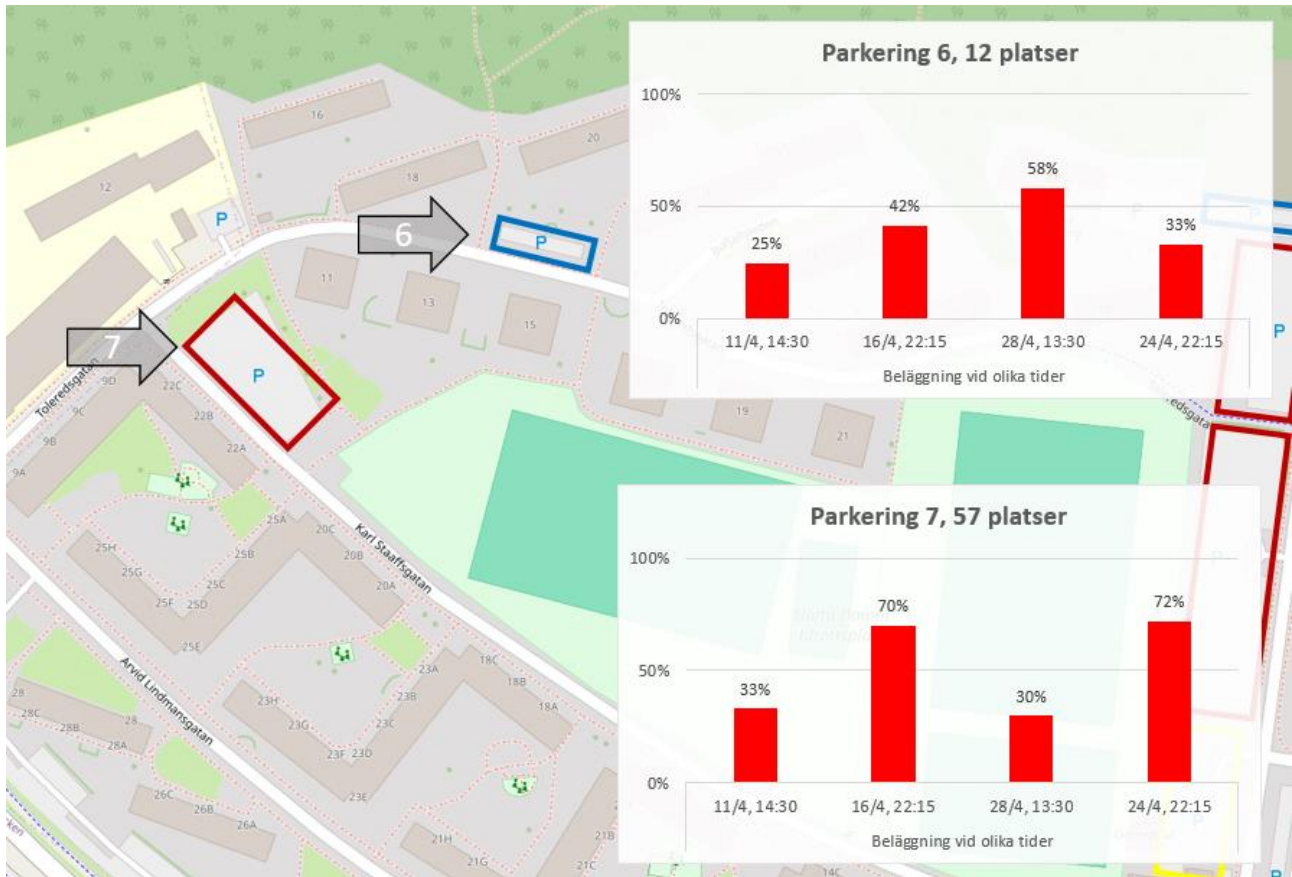 Parkering 6, 12 platser
100%
50%
0%
25%
42%
58%
33%
11/4, 14:30
16/4, 22:15
28/4, 13:30
24/4, 22:15
Beläggning vid olika tider
Parkering 7, 57 platser
100%
50%
0%
33%
70%
30%
72%
11/4, 14:30
16/4, 22:15
28/4, 13:30
24/4, 22:15
Beläggning vid olika tider
6
7
P
P
P
P
P
16
20
18
12
11
13
15
19
21
Toleredsgatan
9D
9C
9B
9A
22C
22B
22A
Karl Staaffsgatan
25A
25B
25C
25D
25E
25F
25G
25H
20C
20B
20A
Arvid Lindmansgatan
23A
23B
23C
23D
23E
23F
23G
23H
18C
18B
18A
28
28C
28B
28A
28
26C
26B
26A
21H
21G
21B
21C
14C